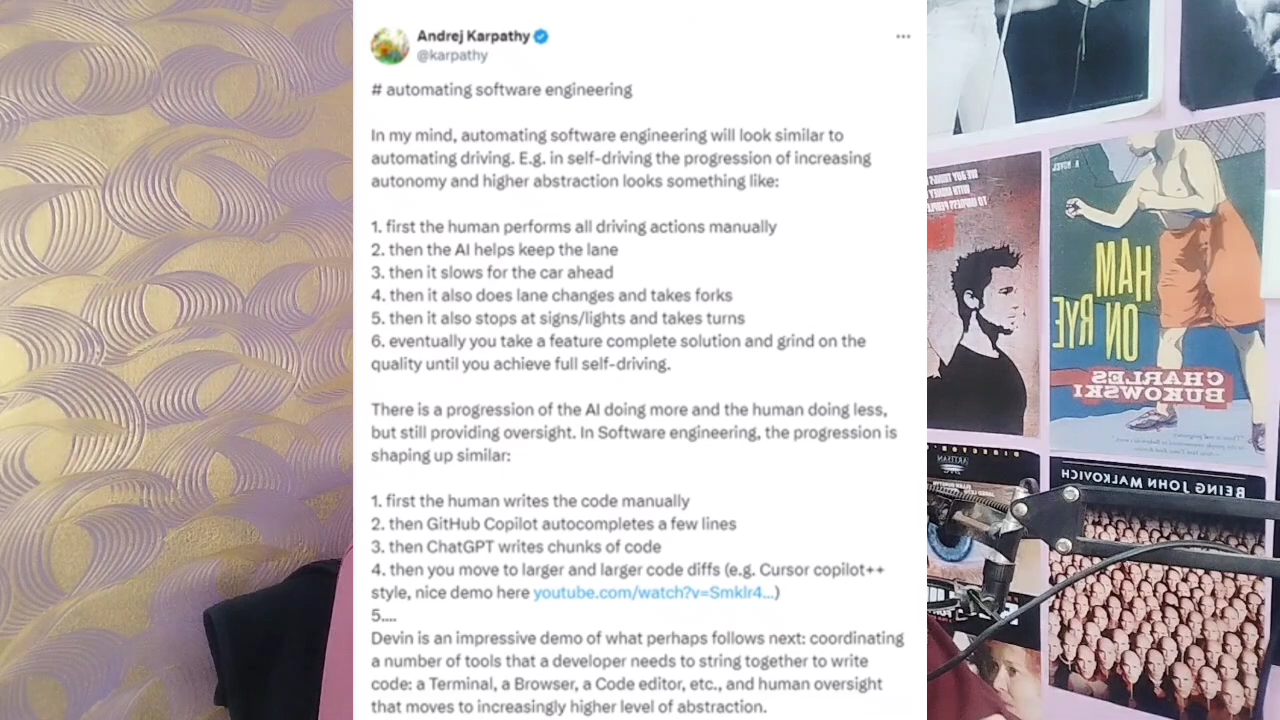 Andrej Karpathy
@karpathy
# automating software engineering
In my mind, automating software engineering will look similar to
automating driving. E.g. in self-driving the progression of increasing
autonomy and higher abstraction looks something like:
1. first the human performs all driving actions manually
2. then the AI helps keep the lane
3. then it slows for the car ahead
4. then it also does lane changes and takes forks
5. then it also stops at signs/lights and takes turns
6. eventually you take a feature complete solution and grind on the
quality until you achieve full self-driving.
There is a progression of the AI doing more and the human doing less,
but still providing oversight. In Software engineering, the progression is
shaping up similar:
1. first the human writes the code manually
2. then GitHub Copilot autocompletes a few lines
3. then ChatGPT writes chunks of code
4. then you move to larger and larger code diffs (e.g. Cursor copilot++
style, nice demo here youtube.com/watch?v=Smklr4...)
5....
Devin is an impressive demo of what perhaps follows next: coordinating
a number of tools that a developer needs to string together to write
code: a Terminal, a Browser, a Code editor, etc., and human oversight
that moves to increasingly higher level of abstraction.
A NOVEL
HAM
ON RYE
CHARLES
BUKOWSKI
BEING JOHN MALKOVICH